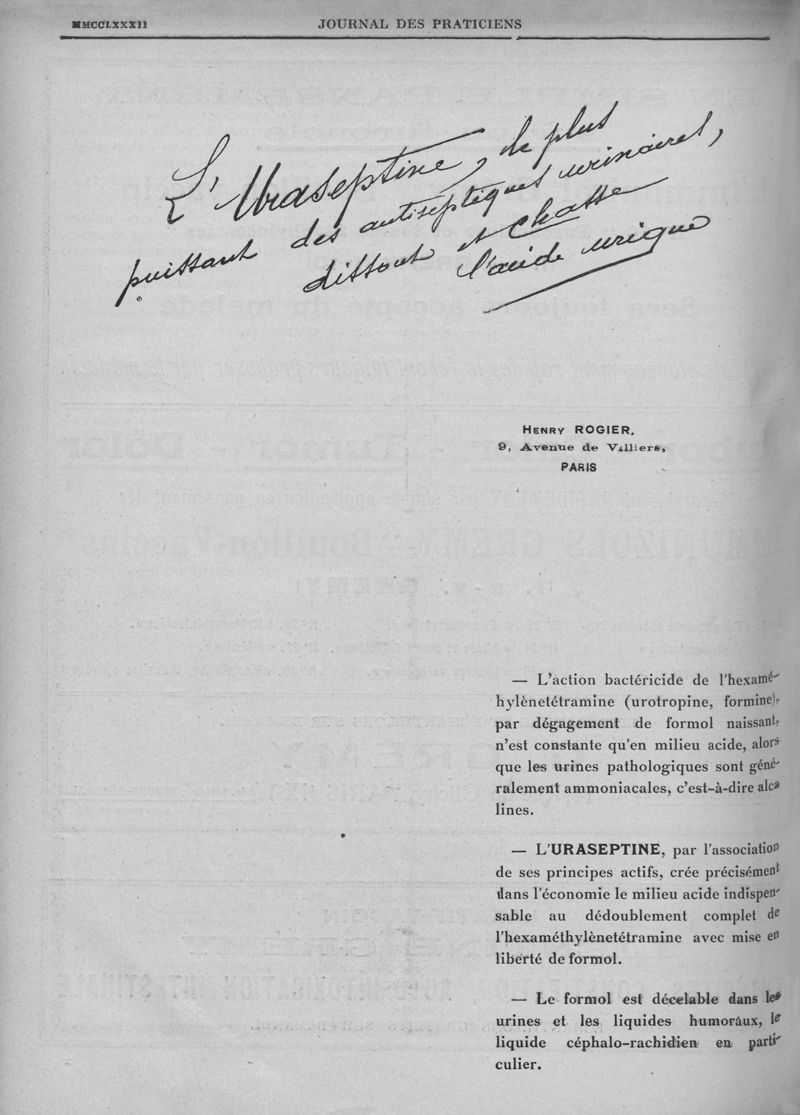 MMCCLXXXII
JOURNAL DES PRATICIENS
L'Uraseptine, le plus
puissant des antiseptiques urinaires,
dissout et chasse
l'acide urique
HENRY ROGIER,
9, Avenue de Villiers,
PARIS
— L'action bactéricide de l'hexamé-
hylènetétramine (urotropine, formine),
par dégagement de formol naissant,
n'est constante qu'en milieu acide, alors
que les urines pathologiques sont géné-
ralement ammoniacales, c'est-à-dire alca
lines.
— L'URASEPTINE, par l'association
de ses principes actifs, crée précisément
dans l'économie le milieu acide indispen-
sable au dédoublement complet de
l'hexaméthylènetétramine avec mise en
liberté de formol.
— Le formol est décelable dans les
urines et les liquides humoraux, le
liquide céphalo-rachidien en parti-
culier.